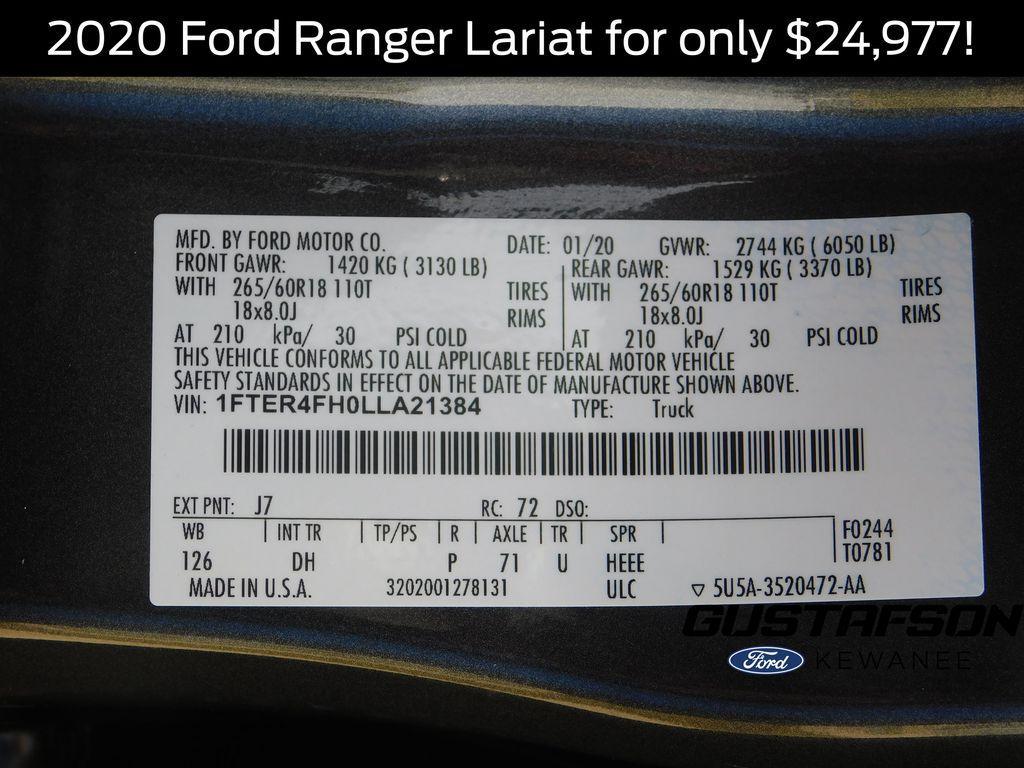 2020 Ford Ranger Lariat for only $24,977!
MFD. BY FORD MOTOR CO. DATE: 01/20 GVWR: 2744 KG ( 6050 LB)
FRONT GAWR: 1420 KG ( 3130 LB) REAR GAWR: 1529 KG ( 3370 LB)
WITH 265/60R18 110T TIRES WITH 265/60R18 110T TIRES
18x8.0J RIMS 18x8.0J RIMS
AT 210 kPa/ 30 PSI COLD AT 210 kPa/ 30 PSI COLD
THIS VEHICLE CONFORMS TO ALL APPLICABLE FEDERAL MOTOR VEHICLE
SAFETY STANDARDS IN EFFECT ON THE DATE OF MANUFACTURE SHOWN ABOVE.
VIN: 1FTER4FH0LLA21384 TYPE: Truck
EXT PNT: J7 RC: 72 DSO:
WB INT TR TP/PS R AXLE TR SPR F0244
T0781
126 DH P 71 U HEEE
MADE IN U.S.A. 3202001278131 ULC ▽ 5U5A-3520472-AA
GUSTAFSON
Ford KEWANEE